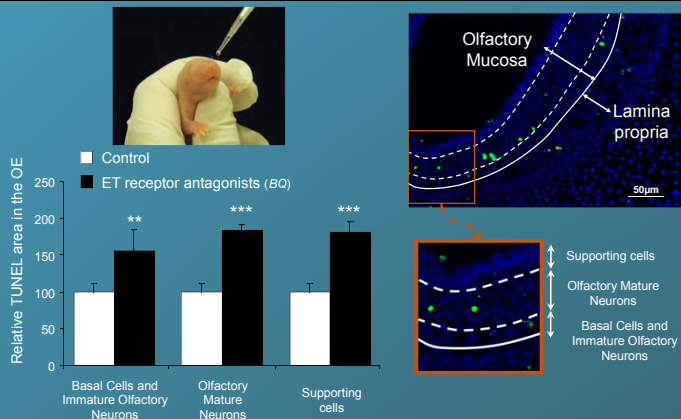 Control
ET receptor antagonists (BQ)
Relative TUNEL area in the OE
250
200
150
100
50
0
**
***
***
Basal Cells and
Immature Olfactory
Neurons
Olfactory
Mature
Neurons
Supporting
cells
Olfactory
Mucosa
Lamina
propria
50µm
Supporting cells
Olfactory Mature
Neurons
Basal Cells and
Immature Olfactory
Neurons